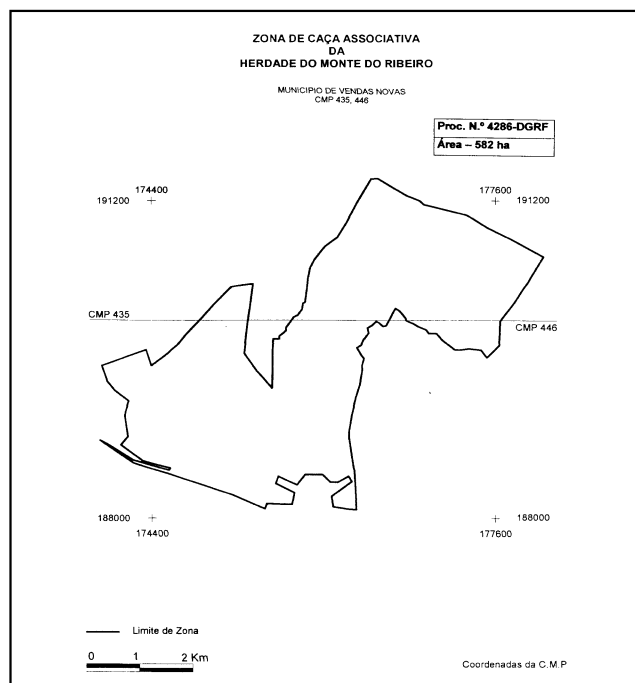 ZONA DE CAÇA ASSOCIATIVA
DA
HERDADE DO MONTE DO RIBEIRO
MUNICIPIO DE VENDAS NOVAS
CMP 435, 446
Proc. N.º 4286-DGRF
Área – 582 ha
174400
177600
191200
191200
CMP 435
CMP 446
188000
188000
174400
177600
Limite de Zona
0 1 2 Km
Coordenadas da C.M.P